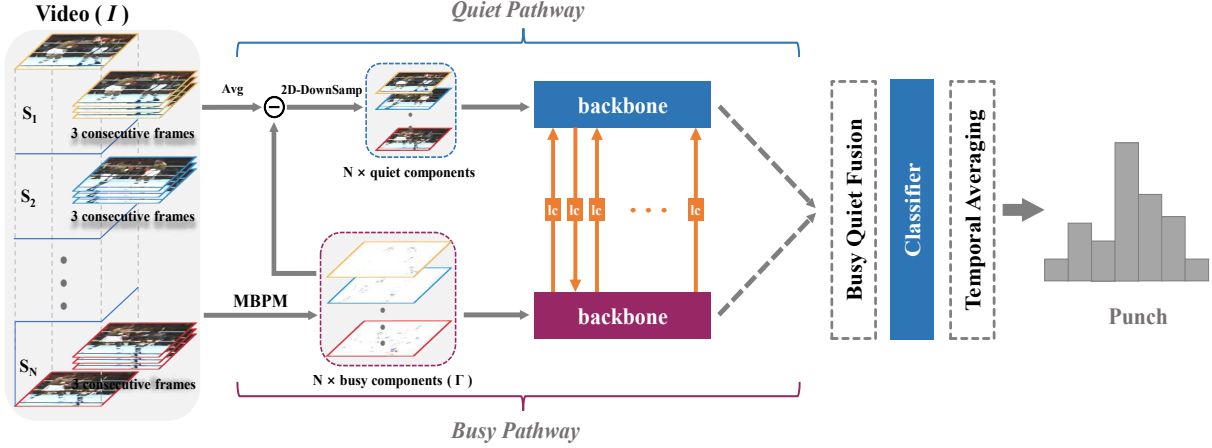 Video ( I )
Quiet Pathway
S1
3 consecutive frames
S2
3 consecutive frames
SN
3 consecutive frames
Avg
2D-DownSamp
N × quiet components
backbone
lc
lc
lc
lc
MBPM
N × busy components ( Γ )
backbone
Busy Pathway
Busy Quiet Fusion
Classifier
Temporal Averaging
Punch